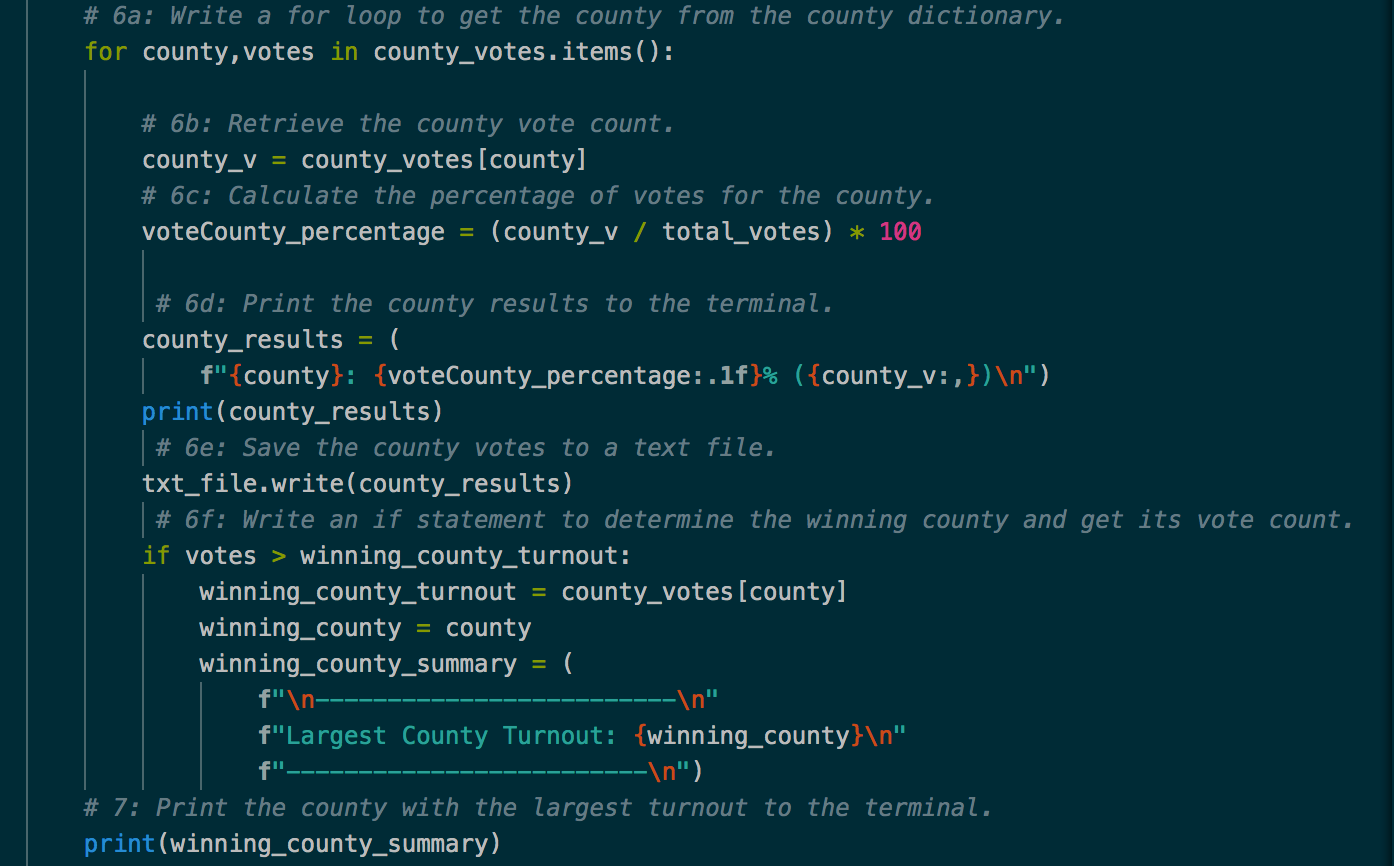 # 6a: Write a for loop to get the county from the county dictionary.
for county,votes in county_votes.items():
# 6b: Retrieve the county vote count.
county_v = county_votes[county]
# 6c: Calculate the percentage of votes for the county.
voteCounty_percentage = (county_v / total_votes) * 100
# 6d: Print the county results to the terminal.
county_results = (
f"{county}: {voteCounty_percentage:.1f}% ({county_v:,})\n")
print(county_results)
# 6e: Save the county votes to a text file.
txt_file.write(county_results)
# 6f: Write an if statement to determine the winning county and get its vote count.
if votes > winning_county_turnout:
winning_county_turnout = county_votes[county]
winning_county = county
winning_county_summary = (
f"\n-------------------------\n"
f"Largest County Turnout: {winning_county}\n"
f"-------------------------\n")
# 7: Print the county with the largest turnout to the terminal.
print(winning_county_summary)